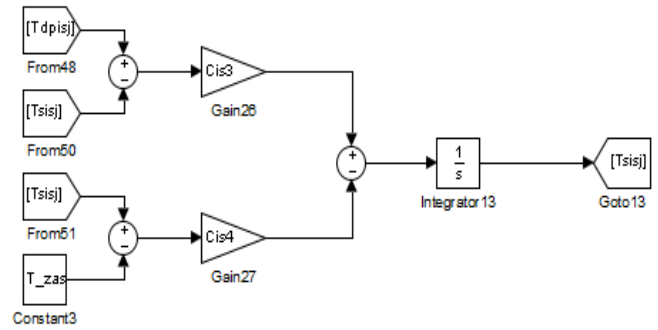 [Tdpisj]
From48
+
−
Cis3
Gain26
[Tsisj]
From50
+
−
1
s
Integrator13
[Tsisj]
Goto13
[Tsisj]
From51
+
−
Cis4
Gain27
T_zas
Constant3